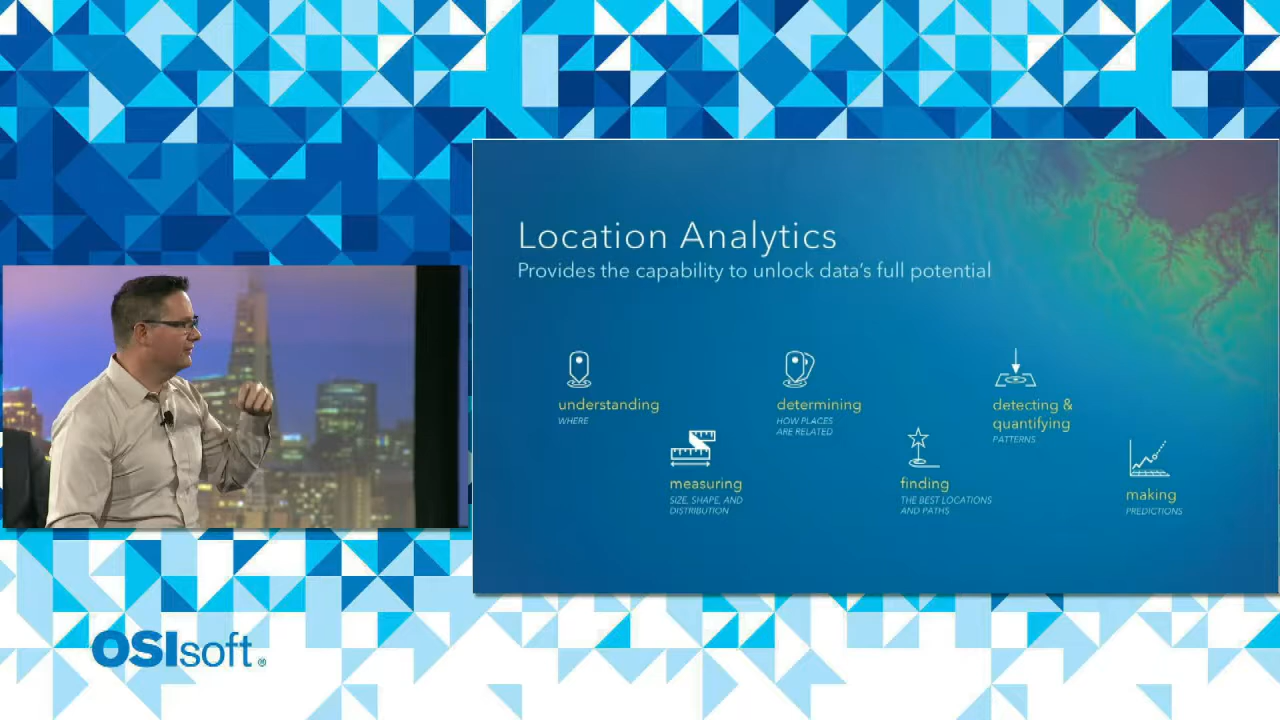 Location Analytics
Provides the capability to unlock data's full potential
understanding
WHERE
measuring
SIZE, SHAPE, AND
DISTRIBUTION
determining
HOW PLACES
ARE RELATED
finding
THE BEST LOCATIONS
AND PATHS
detecting &
quantifying
PATTERNS
making
PREDICTIONS
OSIsoft®